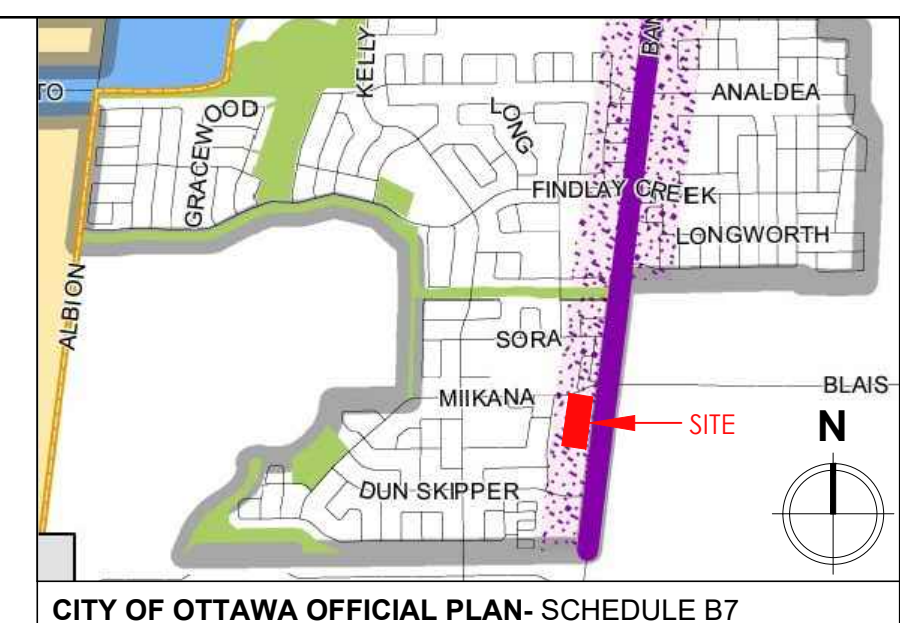 TO
KELLY
BAN
GRACEWOOD
LONG
ANALDEA
FINDLAY CREEK
LONGWORTH
ALBION
SORA
BLAIS
MIIKANA
SITE
N
DUN SKIPPER
CITY OF OTTAWA OFFICIAL PLAN- SCHEDULE B7